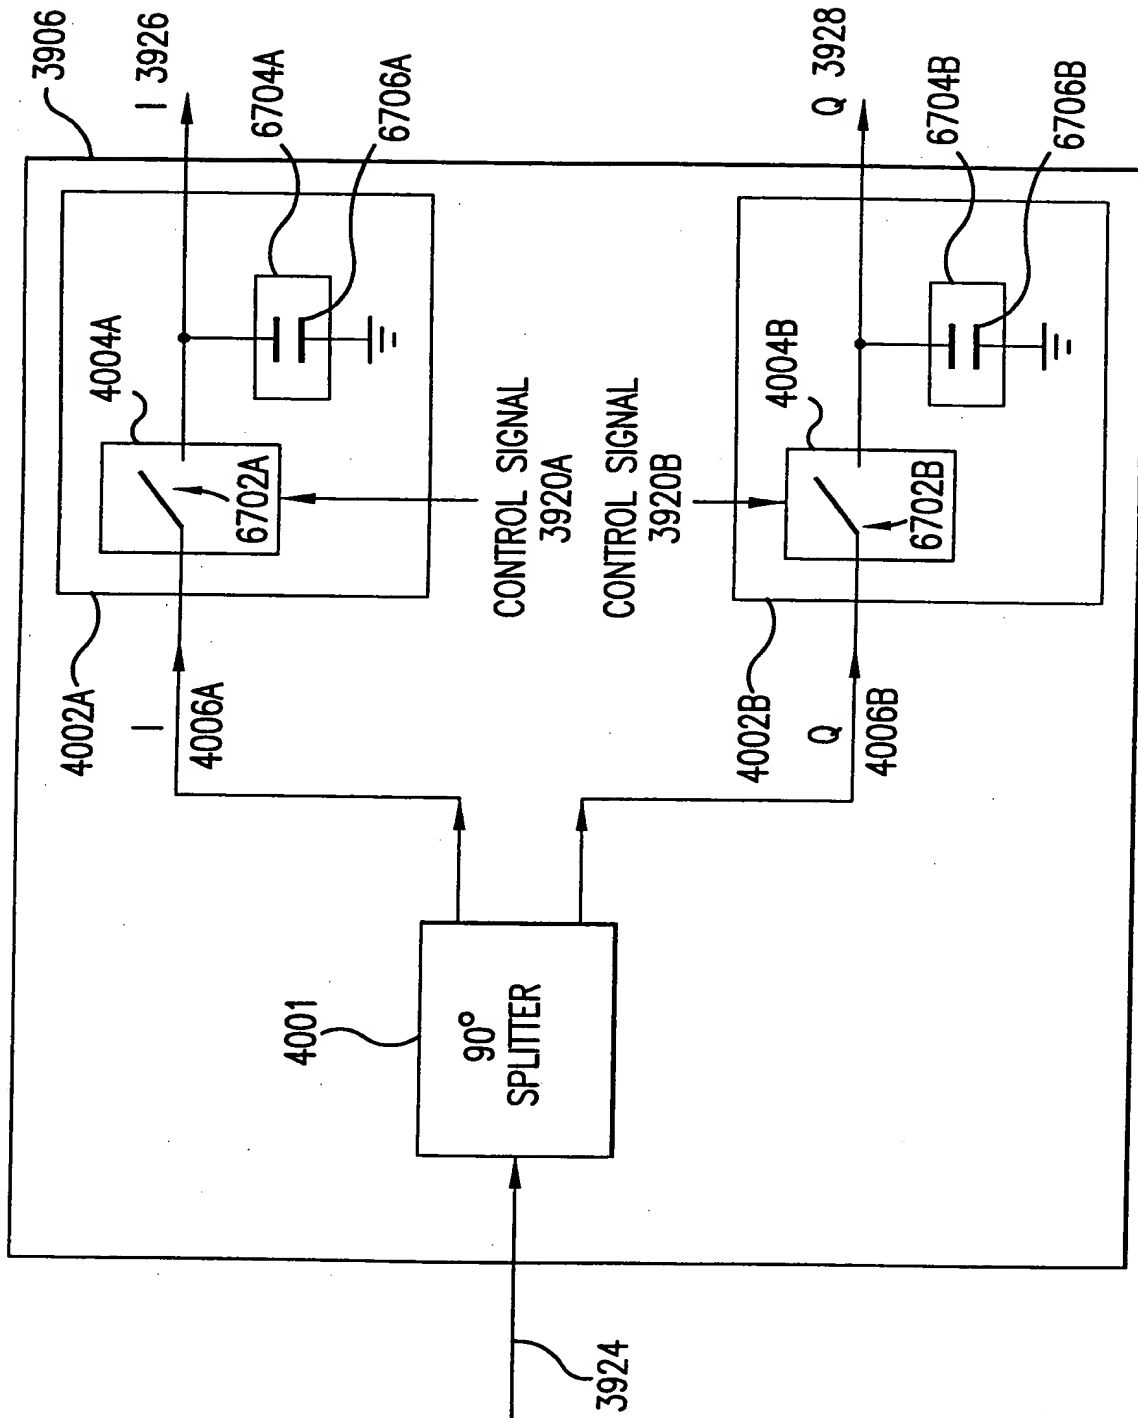 3906
I 3926
6704A
6706A
4004A
6702A
4002A
I
4006A
CONTROL SIGNAL
3920A
CONTROL SIGNAL
3920B
4001
90°
SPLITTER
3924
Q 3928
6704B
6706B
4004B
6702B
4002B
Q
4006B